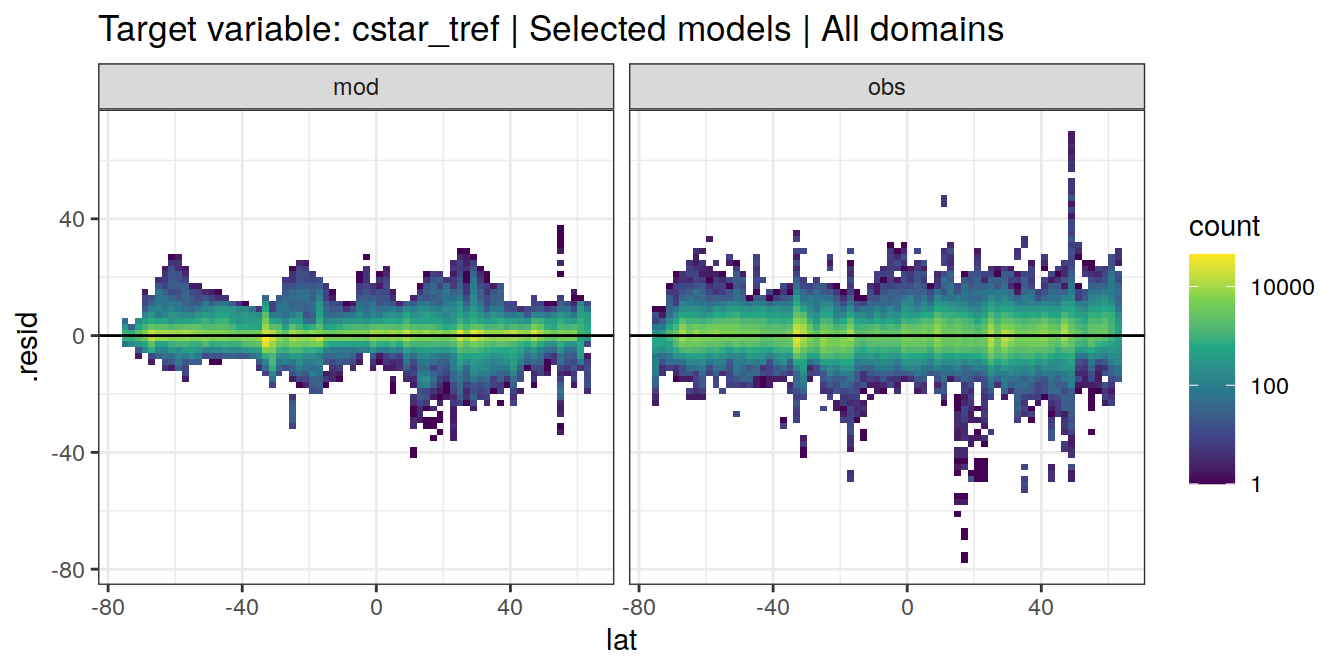 Target variable: cstar_tref | Selected models | All domains
mod
obs
.resid
40
0
-40
-80
-80
-40
0
40
-80
-40
0
40
lat
count
10000
100
1